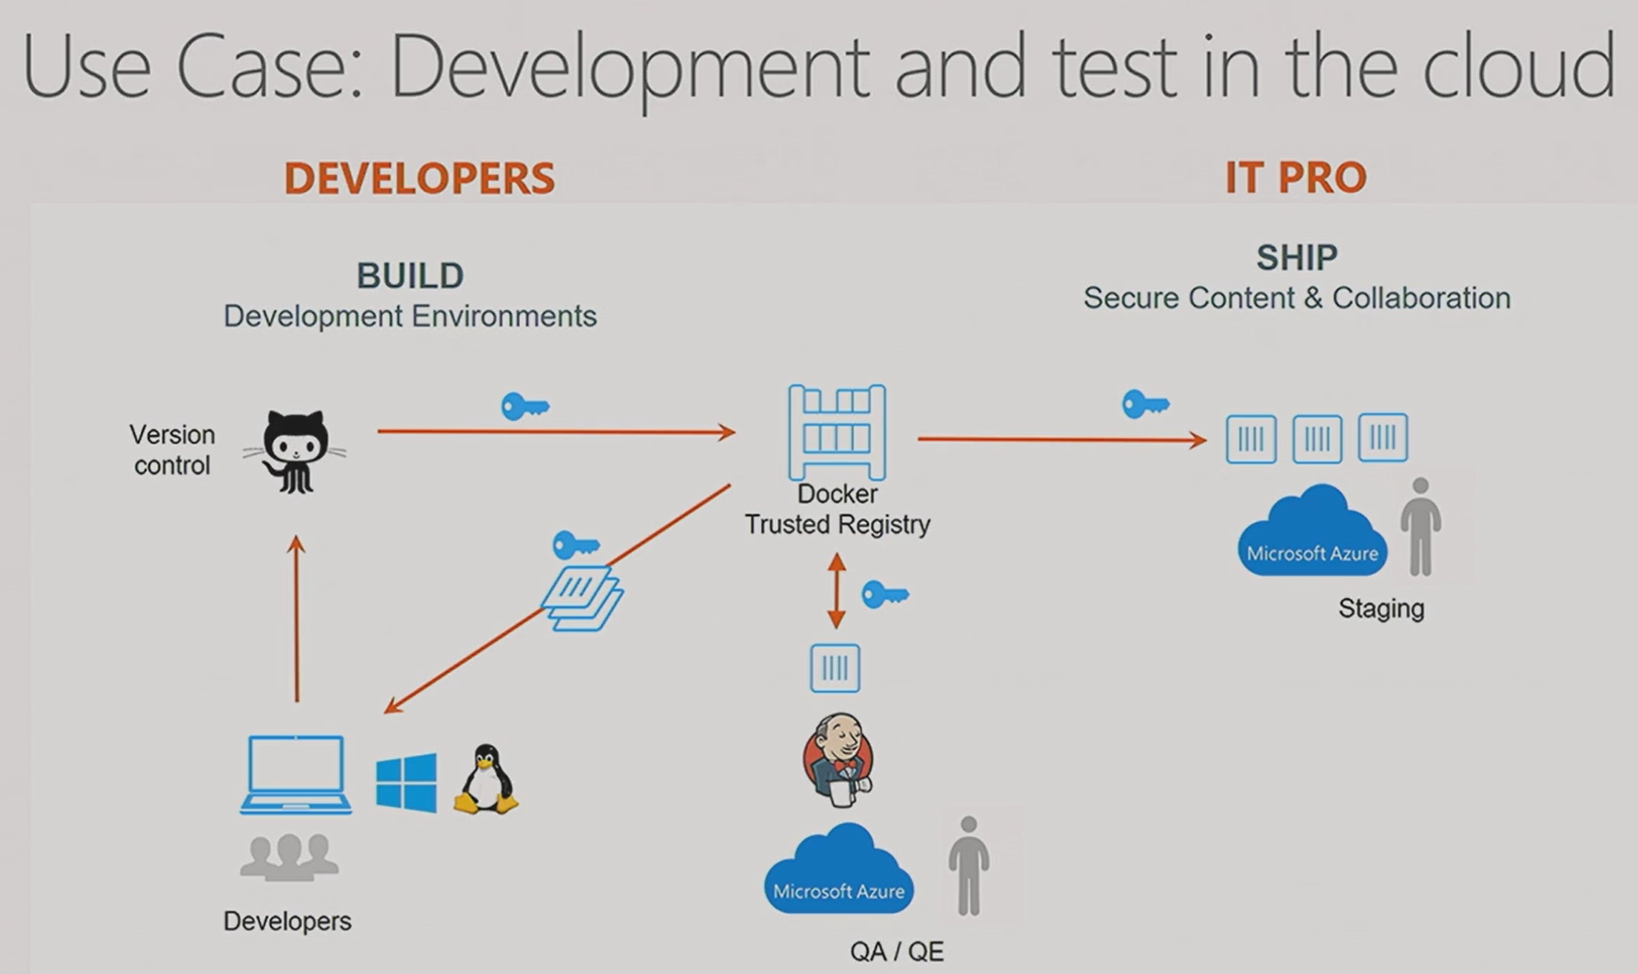 Use Case: Development and test in the cloud
DEVELOPERS
IT PRO
BUILD
Development Environments
SHIP
Secure Content & Collaboration
Version
control
Docker
Trusted Registry
Microsoft Azure
Staging
Developers
Microsoft Azure
QA / QE